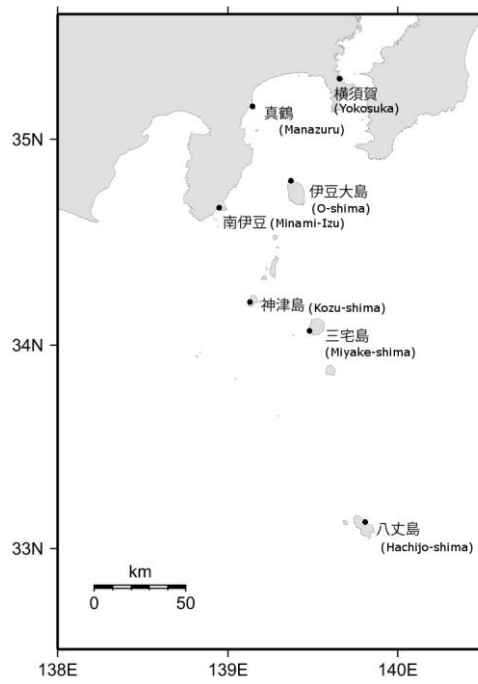 横須賀
(Yokosuka)
真鶴
(Manazuru)
35N
伊豆大島
(O-shima)
南伊豆 (Minami-Izu)
神津島 (Kozu-shima)
34N
三宅島
(Miyake-shima)
八丈島
(Hachijo-shima)
33N
km
0 50
138E 139E 140E